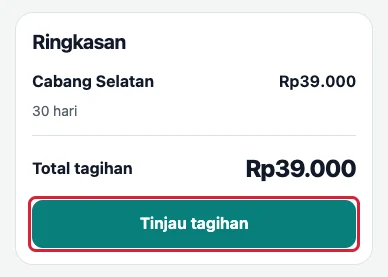 Ringkasan
Cabang Selatan Rp39.000
30 hari
Total tagihan Rp39.000
Tinjau tagihan